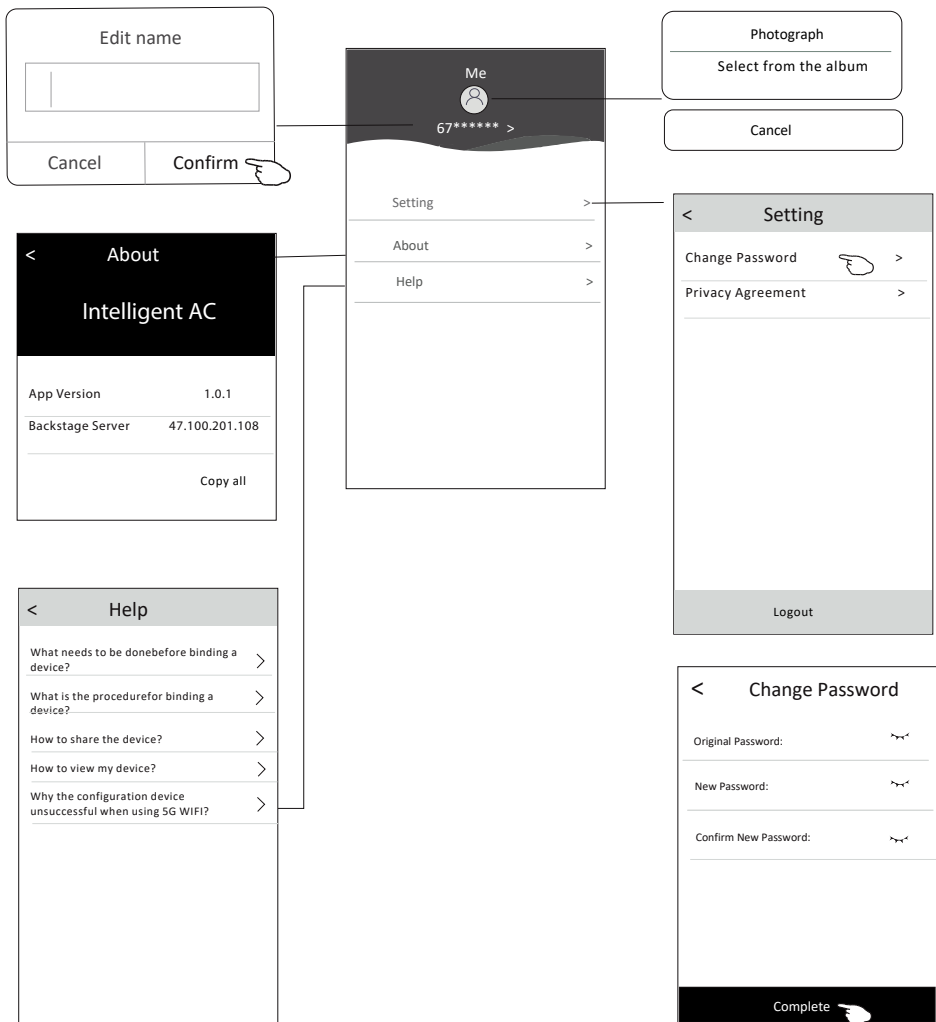 Edit name
Cancel
Confirm
Me
67****** >
Photograph
Select from the album
Cancel
Setting >
About >
Help >
< About
Intelligent AC
App Version 1.0.1
Backstage Server 47.100.201.108
Copy all
< Setting
Change Password >
Privacy Agreement >
Logout
< Help
What needs to be donebefore binding a
device?
What is the procedurefor binding a
device?
How to share the device?
How to view my device?
Why the configuration device
unsuccessful when using 5G WIFI?
< Change Password
Original Password:
New Password:
Confirm New Password:
Complete